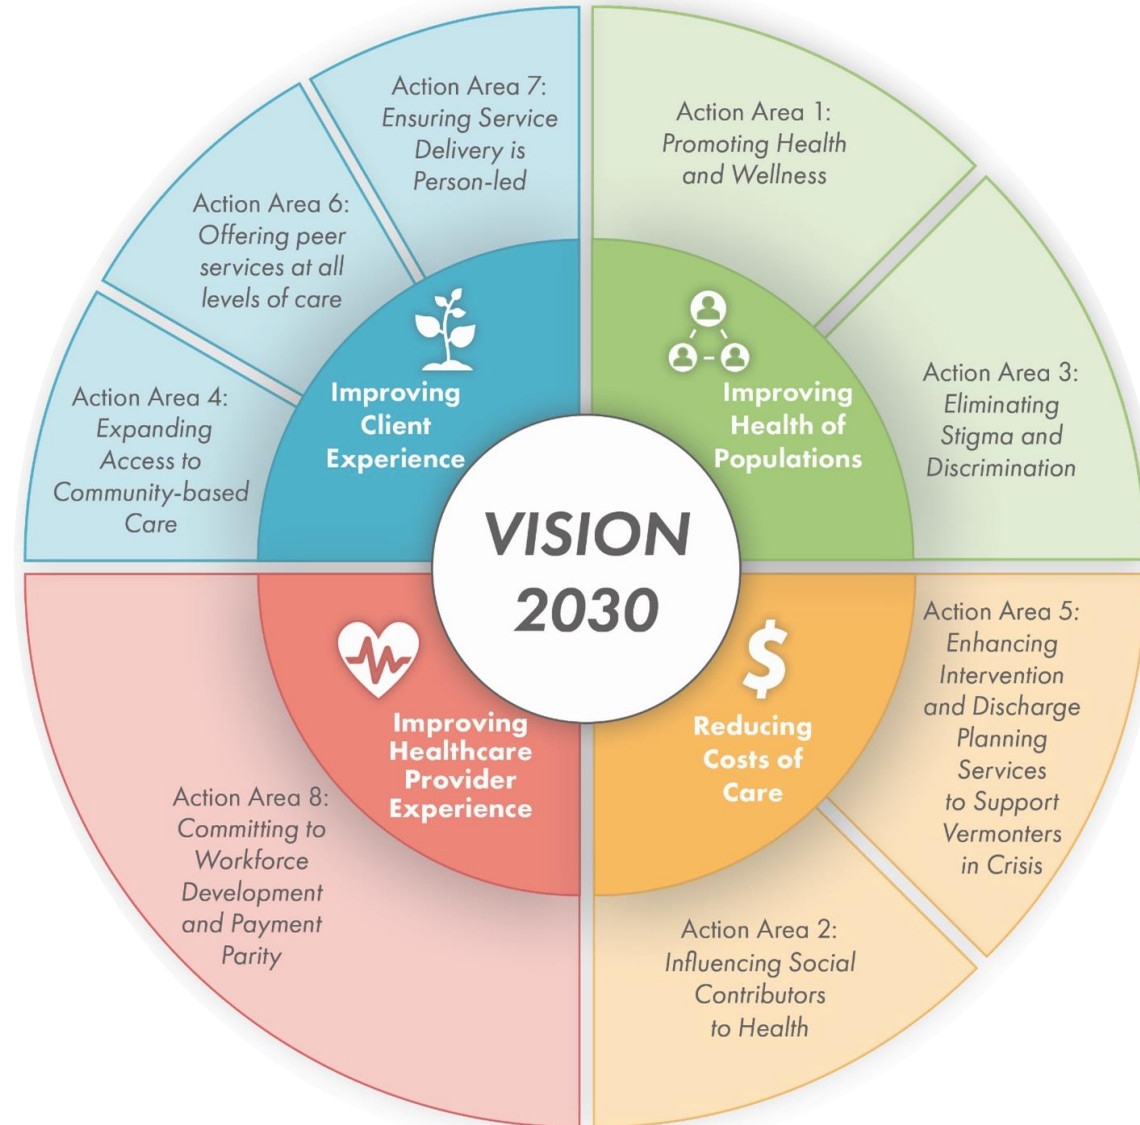 Action Area 7:
Ensuring Service
Delivery is
Person-led
Action Area 1:
Promoting Health
and Wellness
Action Area 6:
Offering peer
services at all
levels of care
Action Area 4:
Expanding
Access to
Community-based
Care
Improving
Client
Experience
Improving
Health of
Populations
Action Area 3:
Eliminating
Stigma and
Discrimination
VISION
2030
Improving
Healthcare
Provider
Experience
Reducing
Costs of
Care
Action Area 5:
Enhancing
Intervention
and Discharge
Planning
Services
to Support
Vermonters
in Crisis
Action Area 8:
Committing to
Workforce
Development
and Payment
Parity
Action Area 2:
Influencing Social
Contributors
to Health